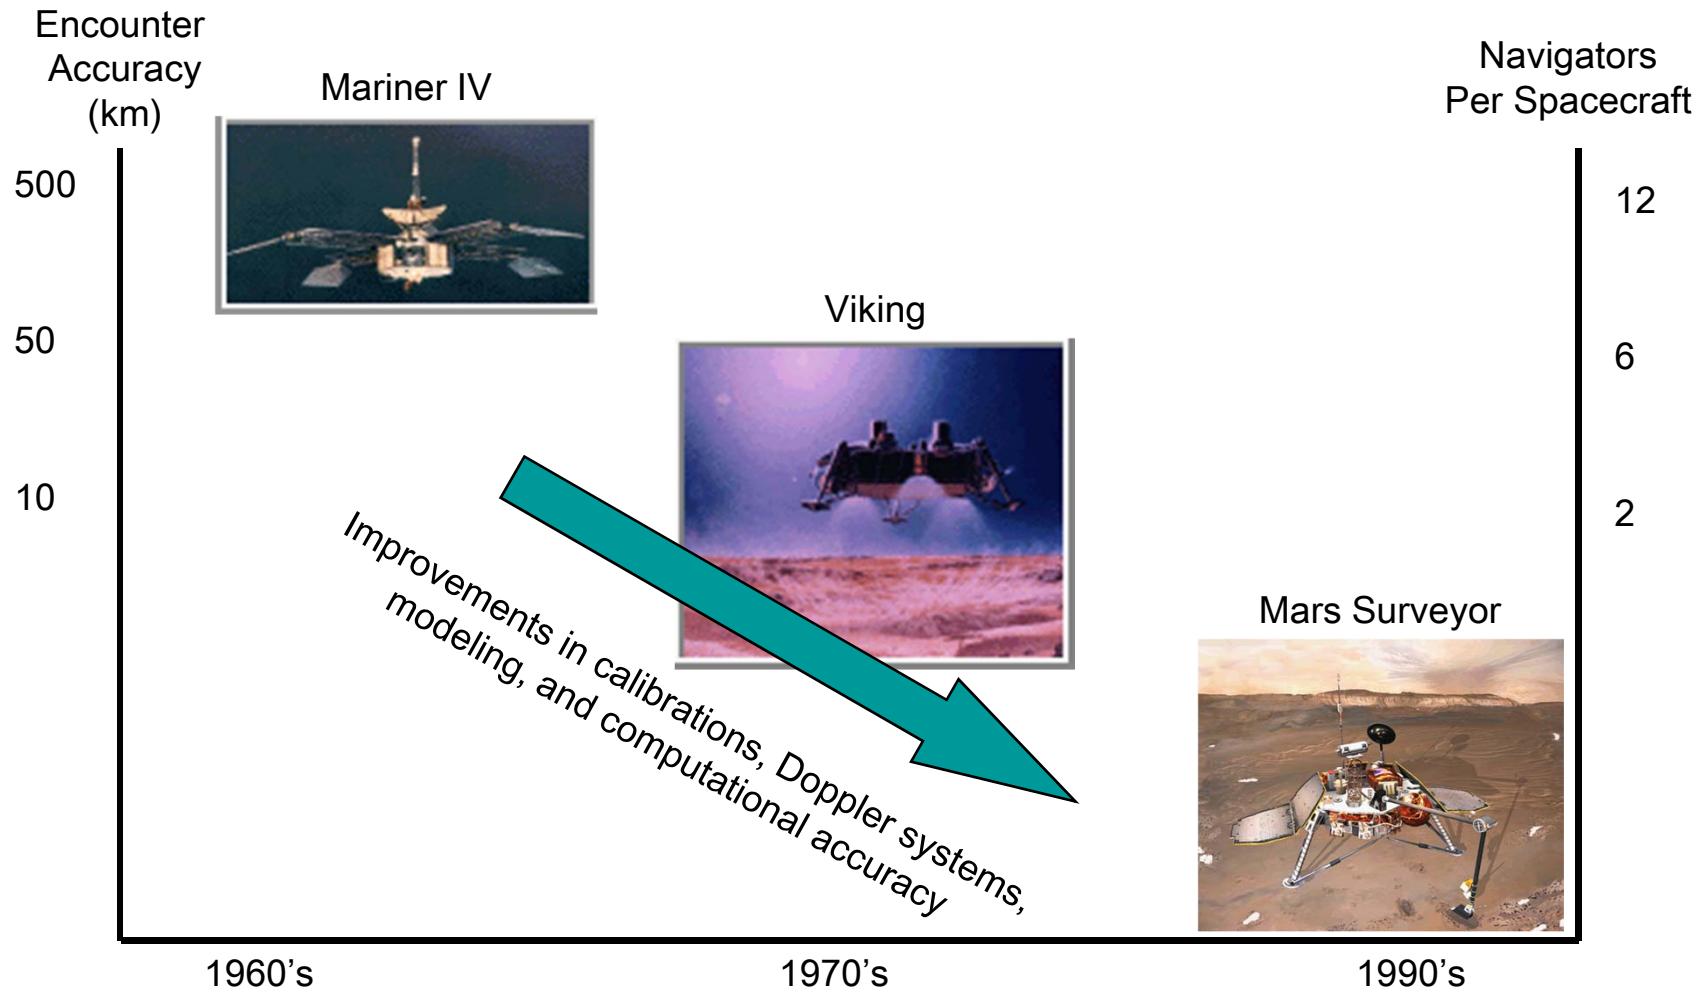 Encounter
Accuracy
(km)
Navigators
Per Spacecraft
Mariner IV
500
12
Viking
50
6
10
2
Improvements in calibrations, Doppler systems,
modeling, and computational accuracy
Mars Surveyor
1960’s
1970’s
1990’s